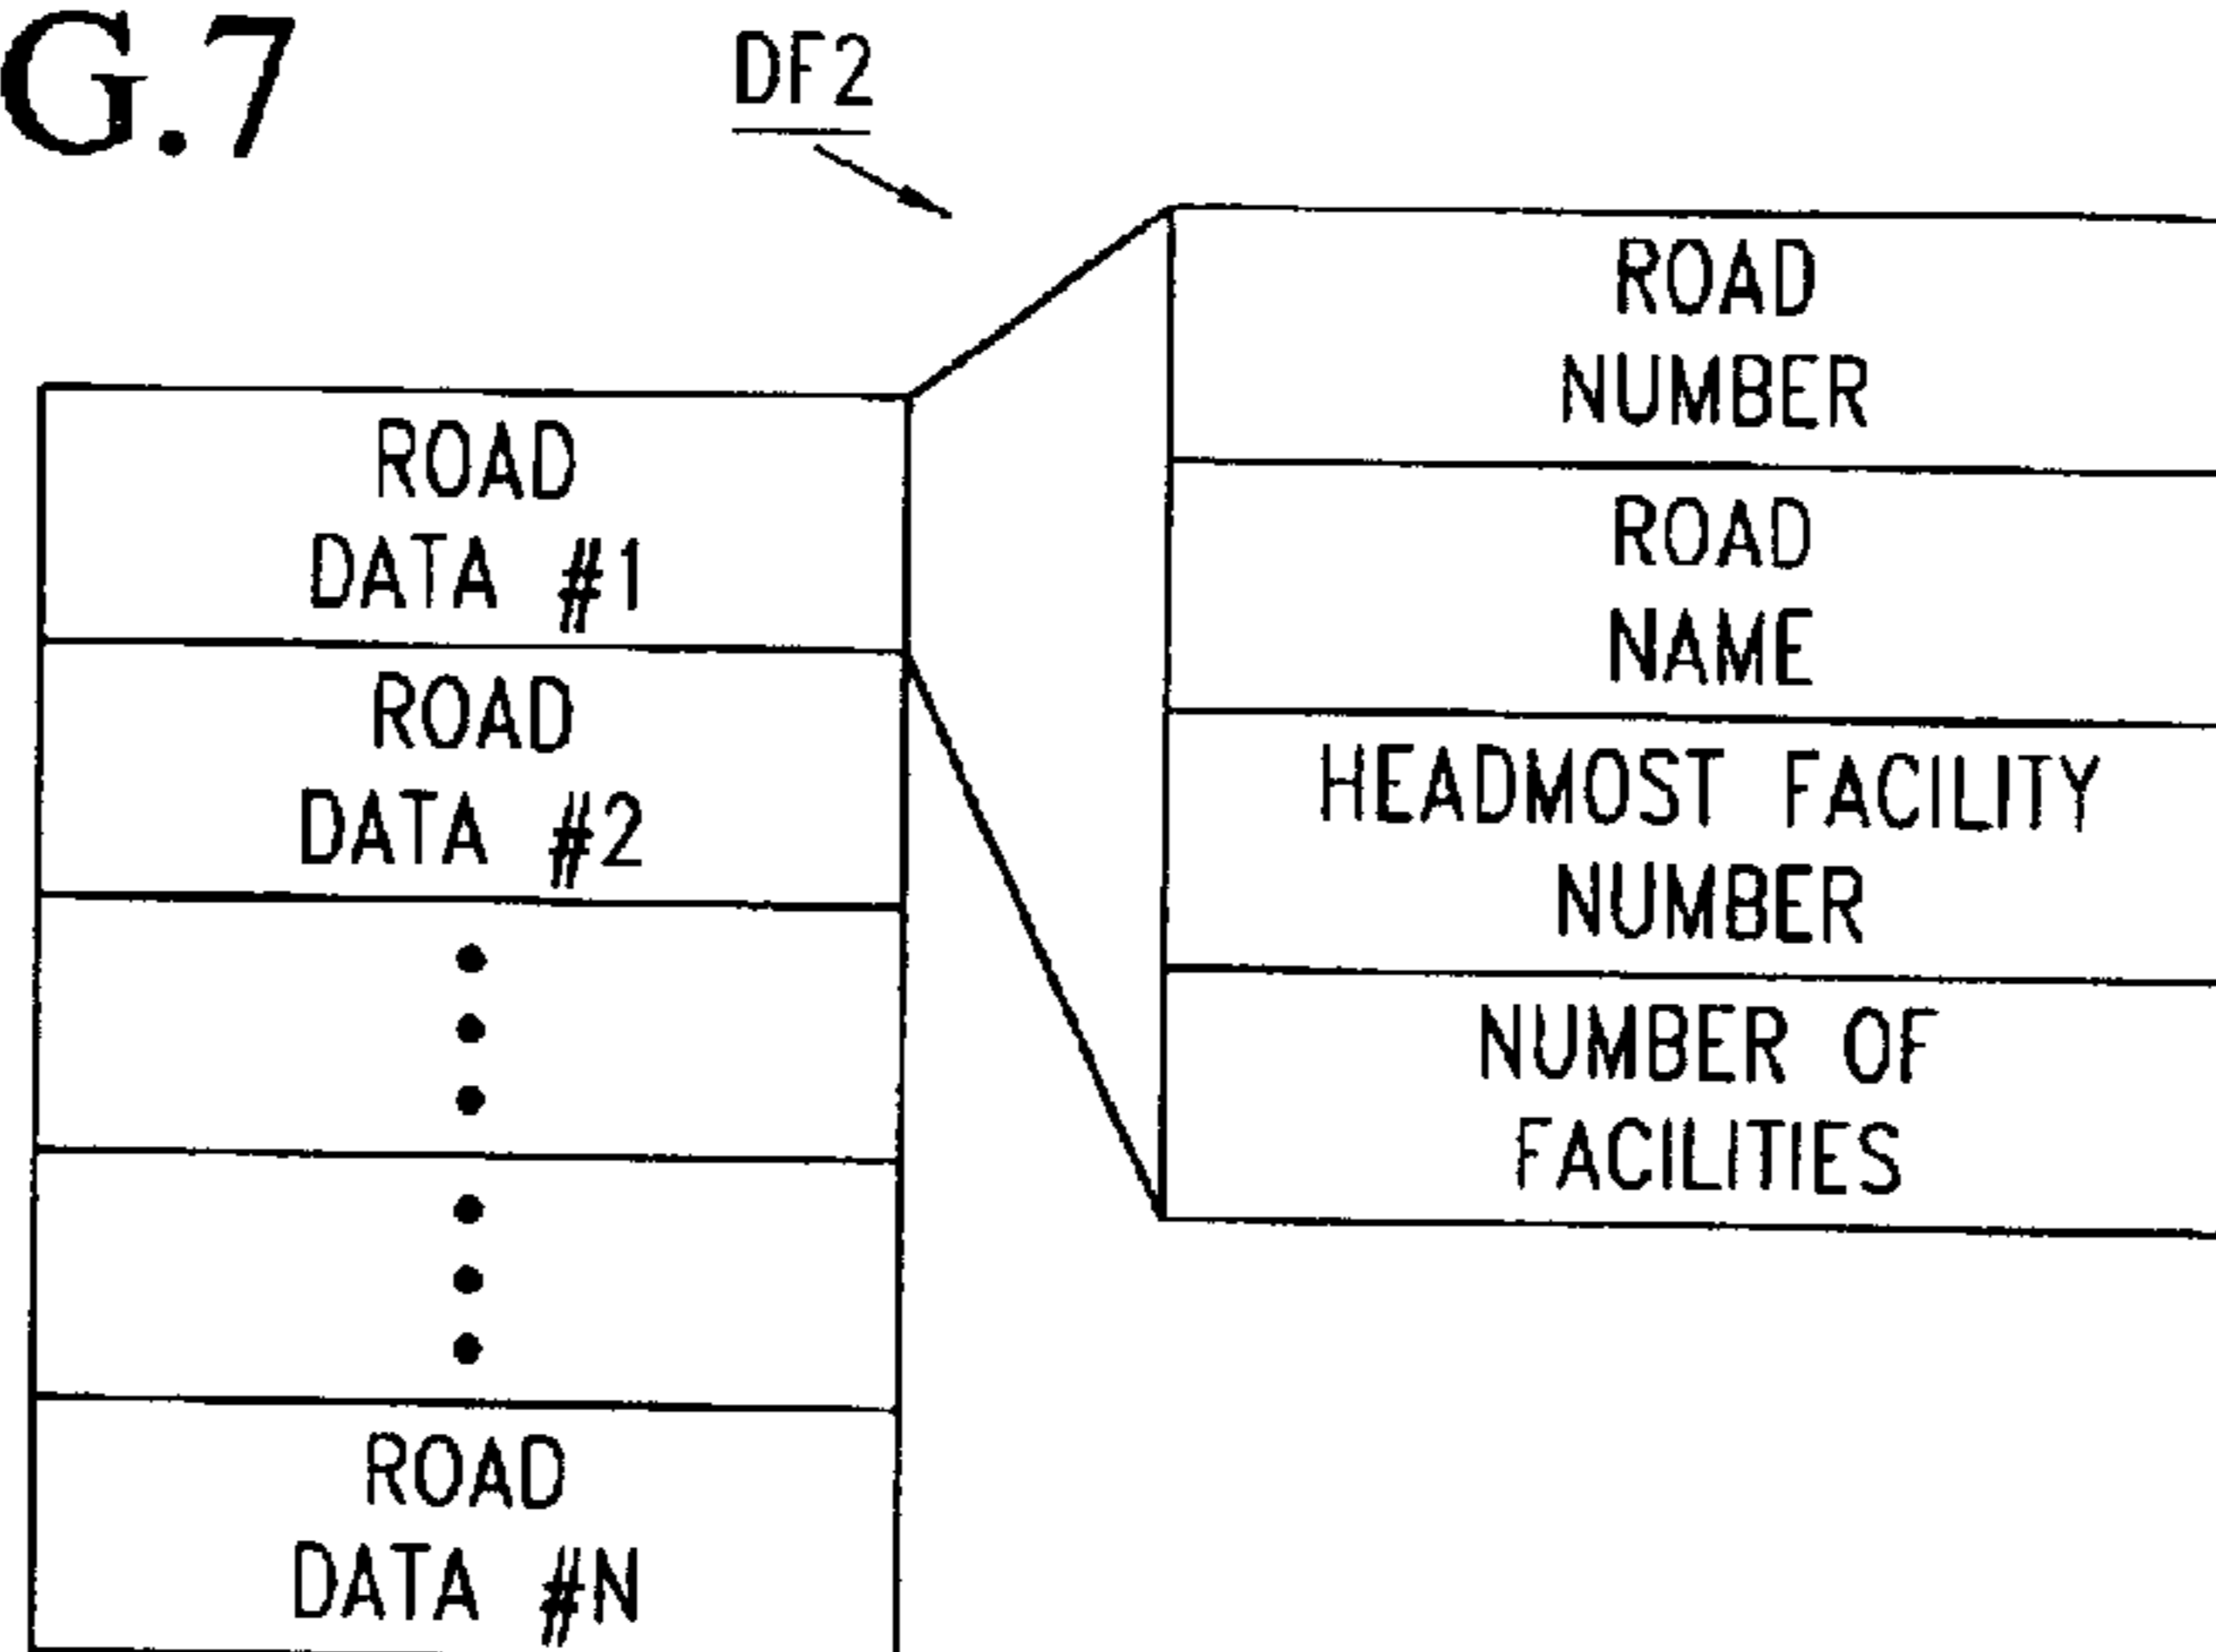 G.7
DF2
ROAD
DATA #1
ROAD
DATA #2
ROAD
DATA #N
ROAD
NUMBER
ROAD
NAME
HEADMOST FACILITY
NUMBER
NUMBER OF
FACILITIES